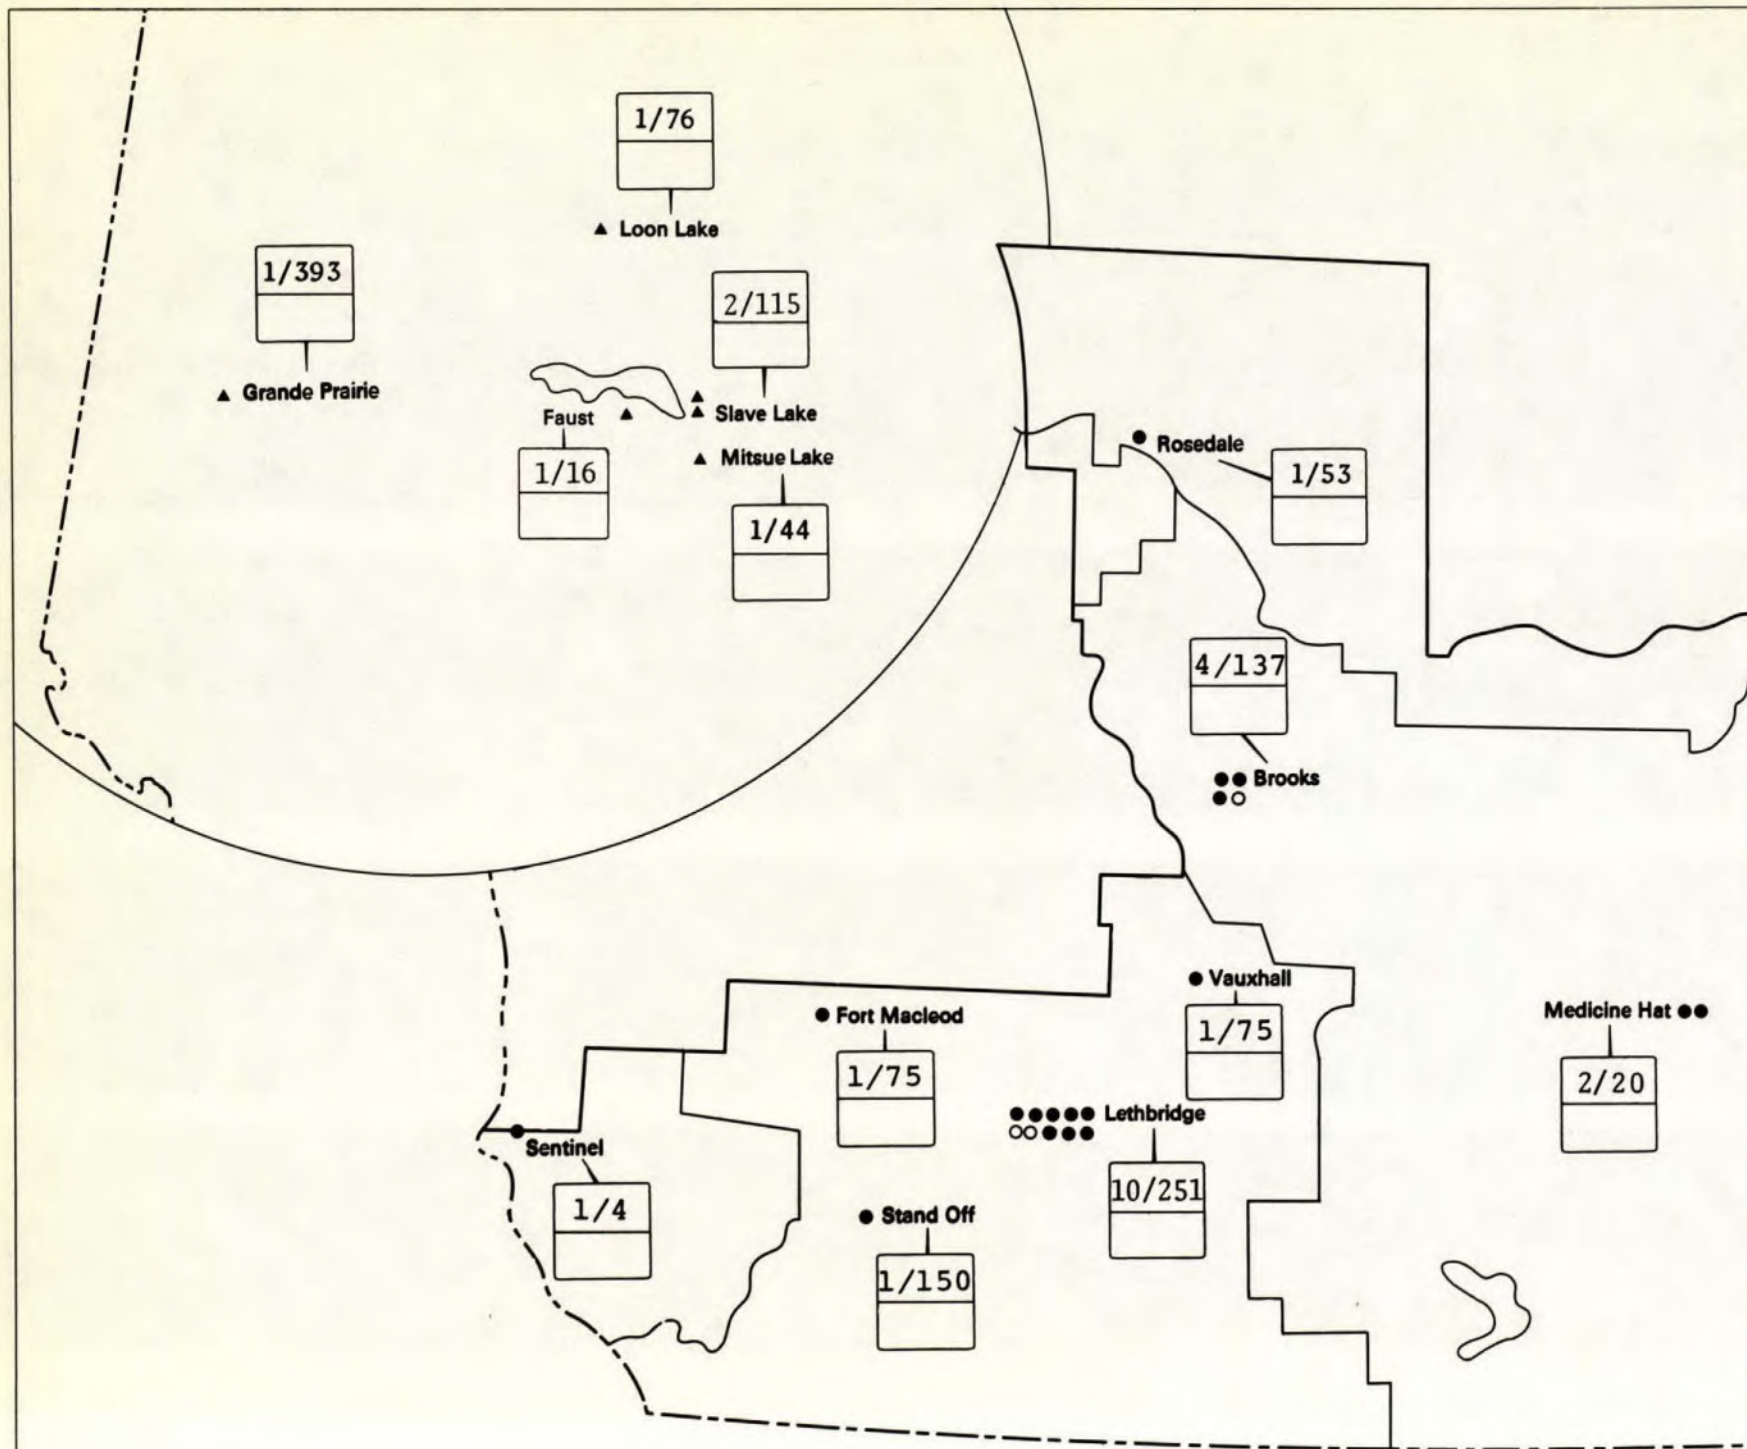 1/76
Loon Lake
1/393
Grande Prairie
2/115
Slave Lake
Faust
1/16
Mitsue Lake
1/44
Rosedale
1/53
4/137
Brooks
Vauxhall
1/75
Fort Macleod
1/75
Medicine Hat
2/20
Lethbridge
10/251
Sentinel
1/4
Stand Off
1/150